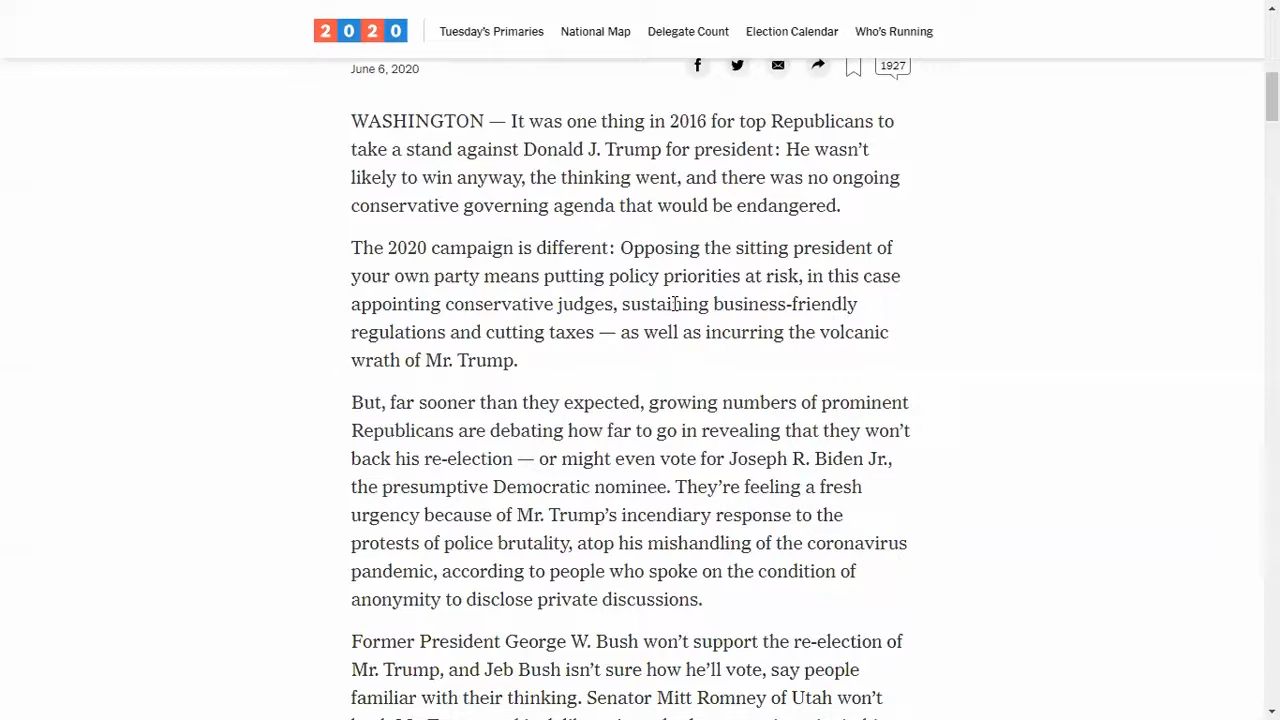 2020 Tuesday's Primaries National Map Delegate Count Election Calendar Who's Running
June 6, 2020 1927
WASHINGTON — It was one thing in 2016 for top Republicans to
take a stand against Donald J. Trump for president: He wasn't
likely to win anyway, the thinking went, and there was no ongoing
conservative governing agenda that would be endangered.
The 2020 campaign is different: Opposing the sitting president of
your own party means putting policy priorities at risk, in this case
appointing conservative judges, sustaining business-friendly
regulations and cutting taxes — as well as incurring the volcanic
wrath of Mr. Trump.
But, far sooner than they expected, growing numbers of prominent
Republicans are debating how far to go in revealing that they won't
back his re-election — or might even vote for Joseph R. Biden Jr.,
the presumptive Democratic nominee. They're feeling a fresh
urgency because of Mr. Trump's incendiary response to the
protests of police brutality, atop his mishandling of the coronavirus
pandemic, according to people who spoke on the condition of
anonymity to disclose private discussions.
Former President George W. Bush won't support the re-election of
Mr. Trump, and Jeb Bush isn't sure how he'll vote, say people
familiar with their thinking. Senator Mitt Romney of Utah won't